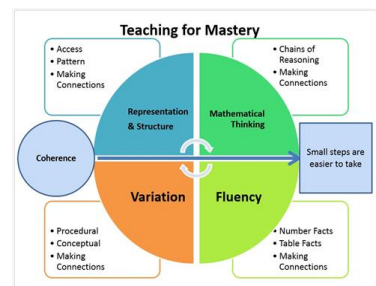 Teaching for Mastery
• Access
• Pattern
• Making
Connections
• Chains of
Reasoning
• Making
Connections
Representation
& Structure
Mathematical
Thinking
Coherence
Small steps are
easier to take
Variation
Fluency
• Procedural
• Conceptual
• Making
Connections
• Number Facts
• Table Facts
• Making
Connections